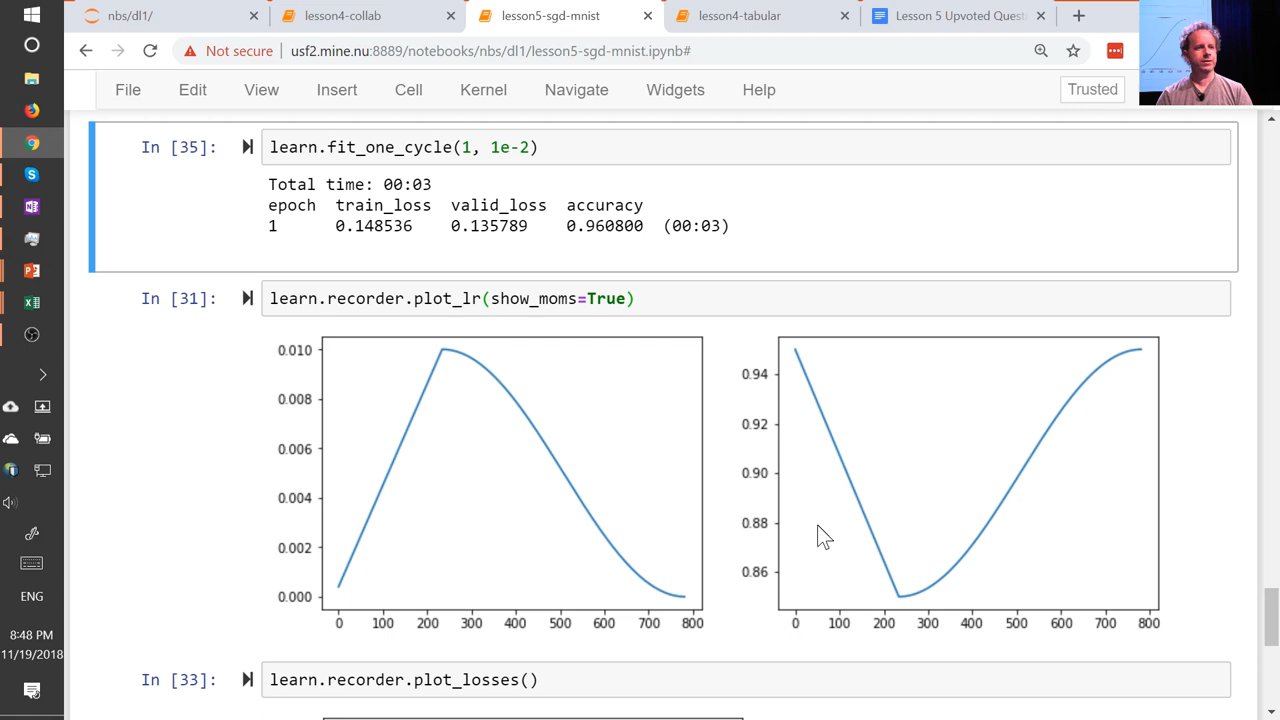 nbs/dl1/
lesson4-collab
lesson5-sgd-mnist
lesson4-tabular
Lesson 5 Upvoted Quest
Not secure
usf2.mine.nu:8889/notebooks/nbs/dl1/lesson5-sgd-mnist.ipynb#
File Edit View Insert Cell Kernel Navigate Widgets Help
Trusted
In [35]:
learn.fit_one_cycle(1, 1e-2)
Total time: 00:03
epoch train_loss valid_loss accuracy
1 0.148536 0.135789 0.960800 (00:03)
In [31]:
learn.recorder.plot_lr(show_moms=True)
0.010
0.008
0.006
0.004
0.002
0.000
0 100 200 300 400 500 600 700 800
0.94
0.92
0.90
0.88
0.86
0 100 200 300 400 500 600 700 800
In [33]:
learn.recorder.plot_losses()
ENG
8:48 PM
11/19/2018